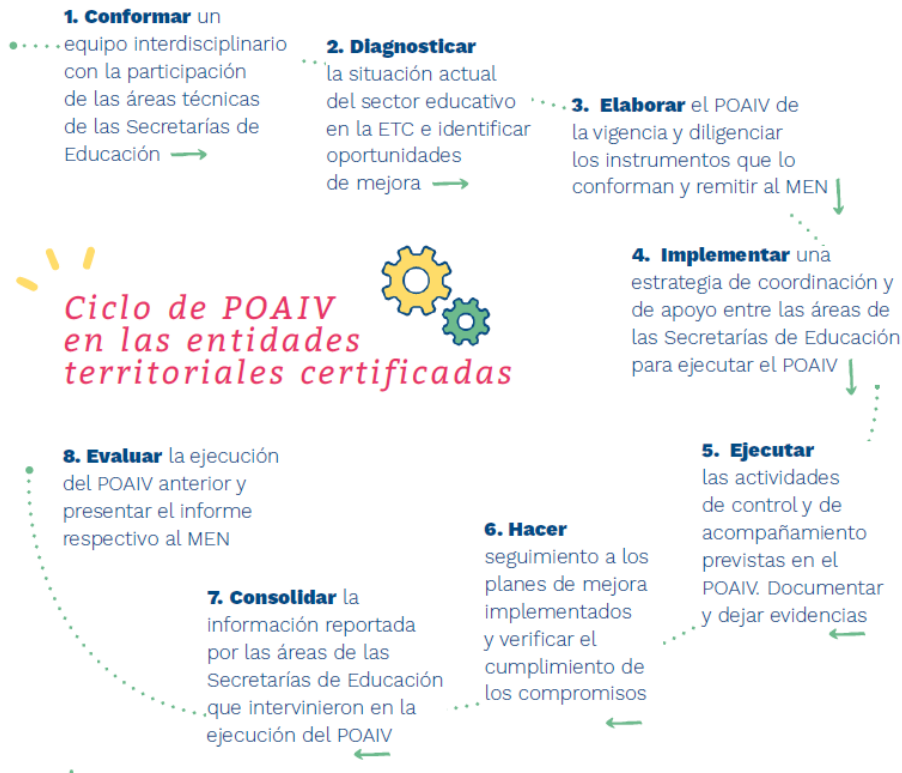 1. Conformar un
equipo interdisciplinario
con la participación
de las áreas técnicas
de las Secretarías de
Educación
2. Diagnosticar
la situación actual
del sector educativo
en la ETC e identificar
oportunidades
de mejora
3. Elaborar el POAIV de
la vigencia y diligenciar
los instrumentos que lo
conforman y remitir al MEN
4. Implementar una
estrategia de coordinación y
de apoyo entre las áreas de
las Secretarías de Educación
para ejecutar el POAIV
Ciclo de POAIV
en las entidades
territoriales certificadas
5. Ejecutar
las actividades
de control y de
acompañamiento
previstas en el
POAIV. Documentar
y dejar evidencias
6. Hacer
seguimiento a los
planes de mejora
implementados
y verificar el
cumplimiento de
los compromisos
7. Consolidar la
información reportada
por las áreas de las
Secretarías de Educación
que intervinieron en la
ejecución del POAIV
8. Evaluar la ejecución
del POAIV anterior y
presentar el informe
respectivo al MEN